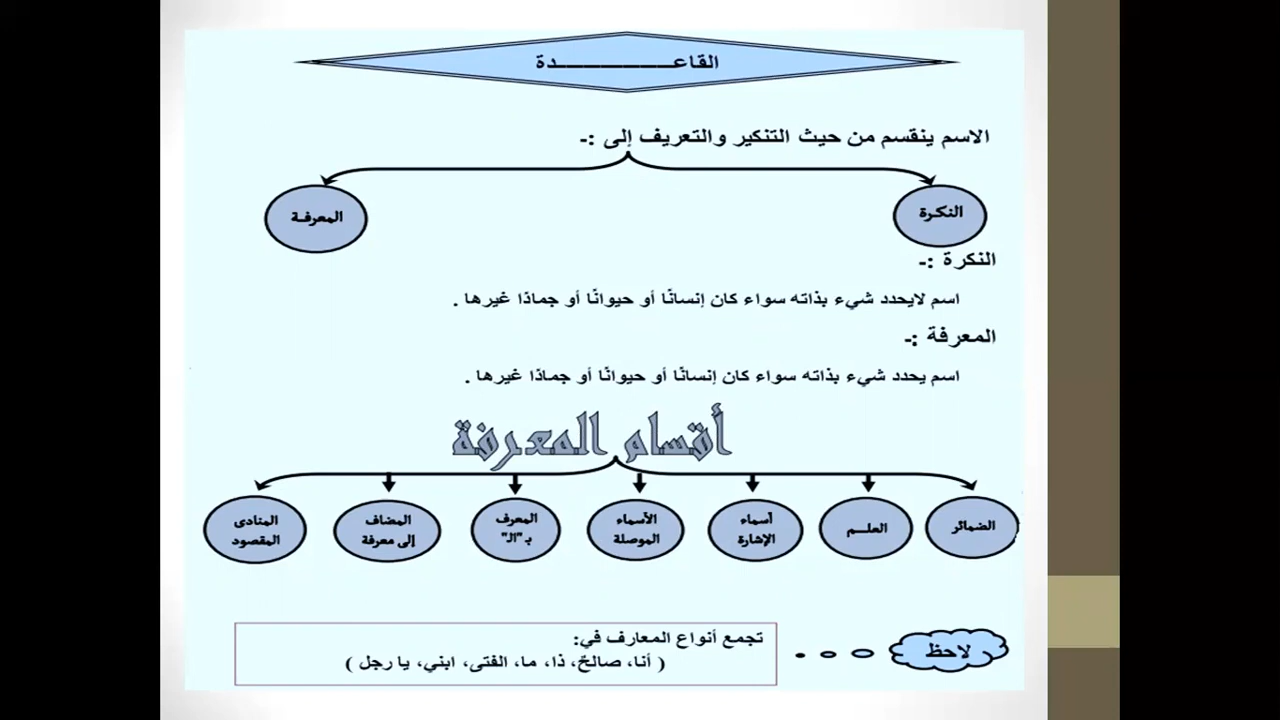 القاعـــــــــــــدة
الاسم ينقسم من حيث التنكير والتعريف إلى :-
النكرة
المعرفة
النكرة :-
اسم لايحدد شيء بذاته سواء كان إنسانًا أو حيوانًا أو جمادًا غيرها .
المعرفة :-
اسم يحدد شيء بذاته سواء كان إنسانًا أو حيوانًا أو جمادًا غيرها .
أقسام المعرفة
الضمائر
العلـــم
أسماء
الإشارة
الأسماء
الموصلة
المعرف
بـ "الـ"
المضاف
إلى معرفة
المنادى
المقصود
لاحظ
تجمع أنواع المعارف في:
( أنا، صالحٌ، ذا، ما، الفتى، ابني، يا رجل )